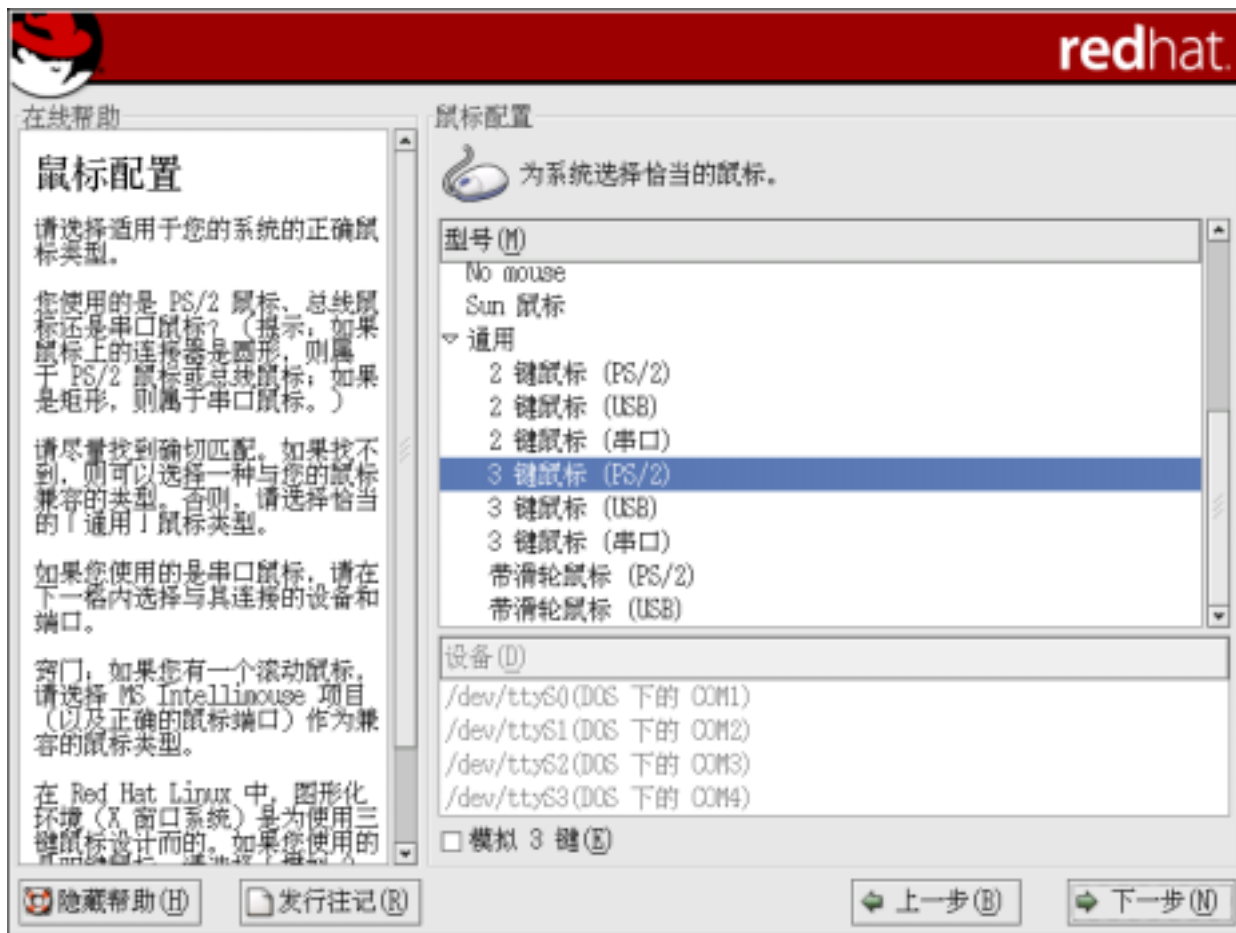 redhat.
在线帮助
鼠标配置
请选择适用于您的系统的正确鼠
标类型。
您使用的是 PS/2 鼠标、总线鼠
标还是串口鼠标？（提示，如果
鼠标上的连接器是圆形，则属
于 PS/2 鼠标或总线鼠标；如果
是矩形，则属于串口鼠标。）
请尽量找到确切匹配。如果找不
到，则可以选择一种与您的鼠标
兼容的类型。否则，请选择恰当
的「通用」鼠标类型。
如果您使用的是串口鼠标，请在
下一格内选择与其连接的设备和
端口。
窍门：如果您有一个滚动鼠标，
请选择 MS Intellimouse 项目
（以及正确的鼠标端口）作为兼
容的鼠标类型。
在 Red Hat Linux 中，图形化
环境（X 窗口系统）是为使用三
键鼠标设计而的。如果您使用的
鼠标配置
为系统选择恰当的鼠标。
型号(M)
No mouse
Sun 鼠标
通用
2 键鼠标 (PS/2)
2 键鼠标 (USB)
2 键鼠标 (串口)
3 键鼠标 (PS/2)
3 键鼠标 (USB)
3 键鼠标 (串口)
带滑轮鼠标 (PS/2)
带滑轮鼠标 (USB)
设备(D)
/dev/ttyS0(DOS 下的 COM1)
/dev/ttyS1(DOS 下的 COM2)
/dev/ttyS2(DOS 下的 COM3)
/dev/ttyS3(DOS 下的 COM4)
模拟 3 键(E)
隐藏帮助(H)
发行注记(R)
上一步(B)
下一步(N)